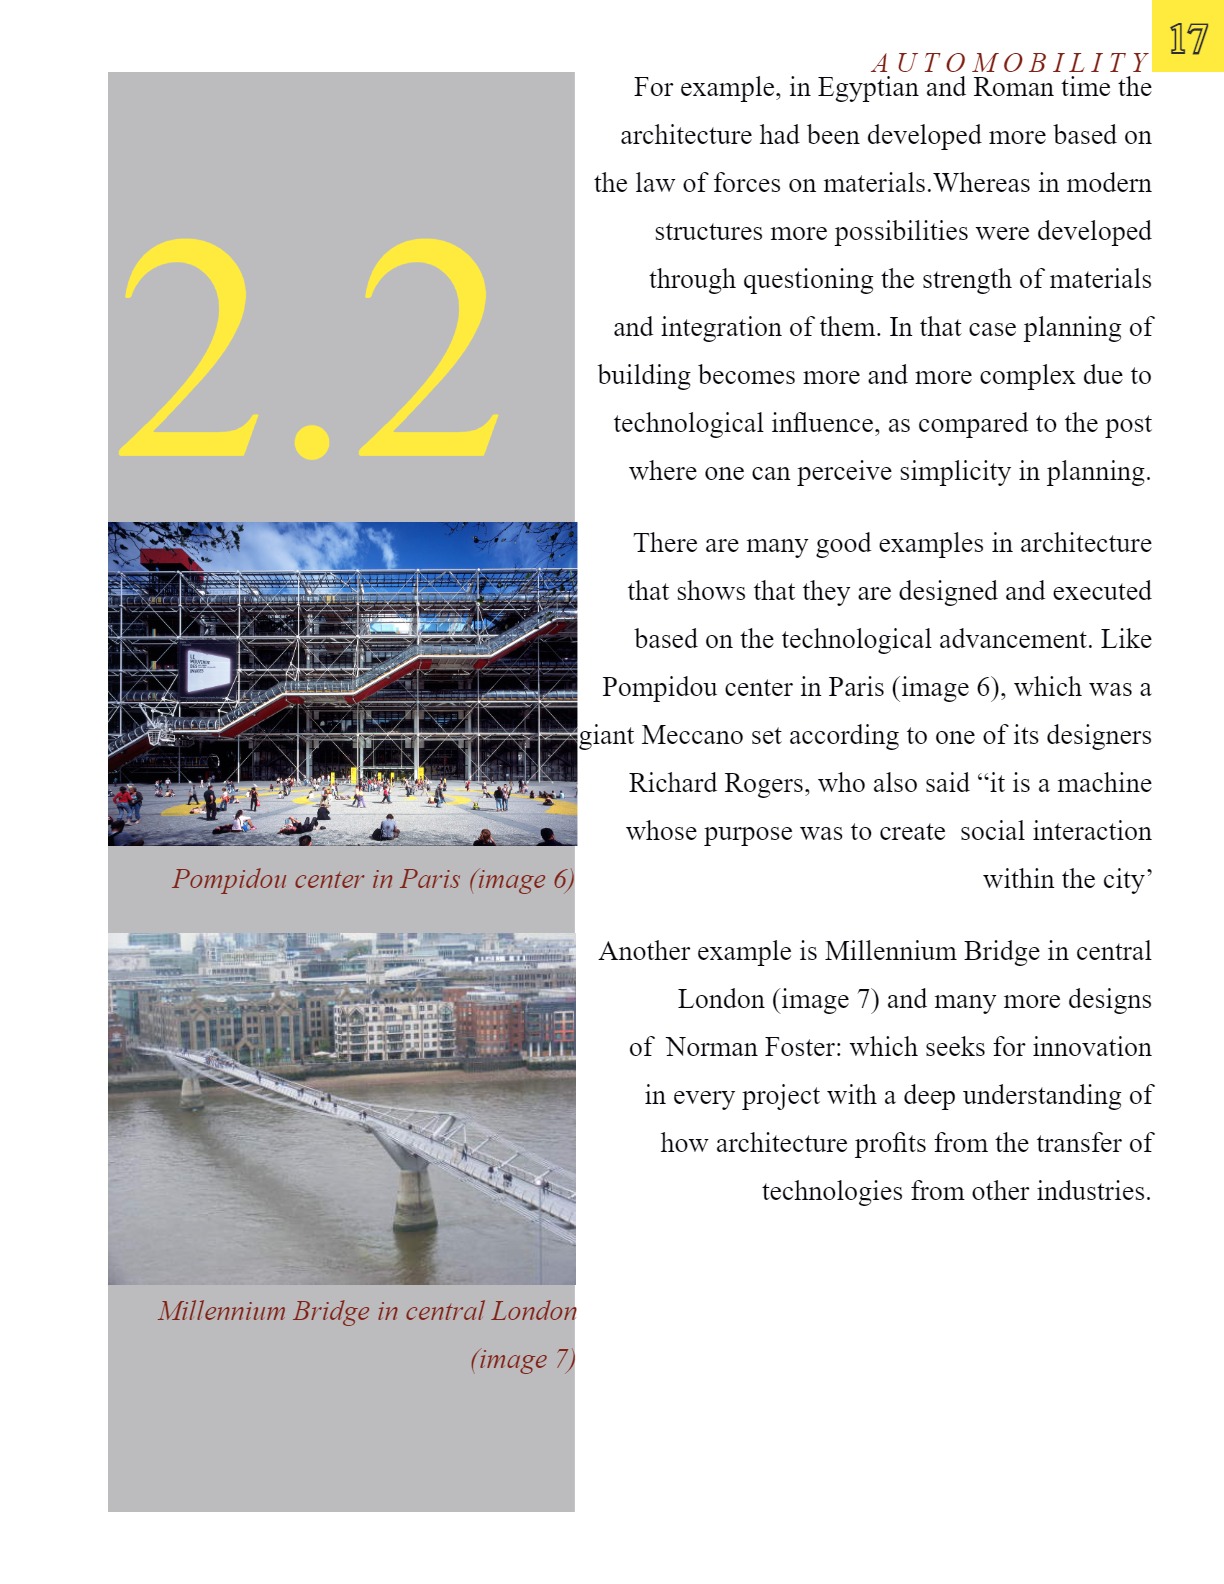 17
AUTOMOBILITY
2.2
For example, in Egyptian and Roman time the
architecture had been developed more based on
the law of forces on materials.Whereas in modern
structures more possibilities were developed
through questioning the strength of materials
and integration of them. In that case planning of
building becomes more and more complex due to
technological influence, as compared to the post
where one can perceive simplicity in planning.
There are many good examples in architecture
that shows that they are designed and executed
based on the technological advancement. Like
Pompidou center in Paris (image 6), which was a
giant Meccano set according to one of its designers
Richard Rogers, who also said “it is a machine
whose purpose was to create  social interaction
within the city’
Another example is Millennium Bridge in central
London (image 7) and many more designs
of  Norman Foster: which seeks for innovation
in every project with a deep understanding of
how architecture profits from the transfer of
technologies from other industries.
Pompidou center in Paris (image 6)
Millennium Bridge in central London
(image 7)